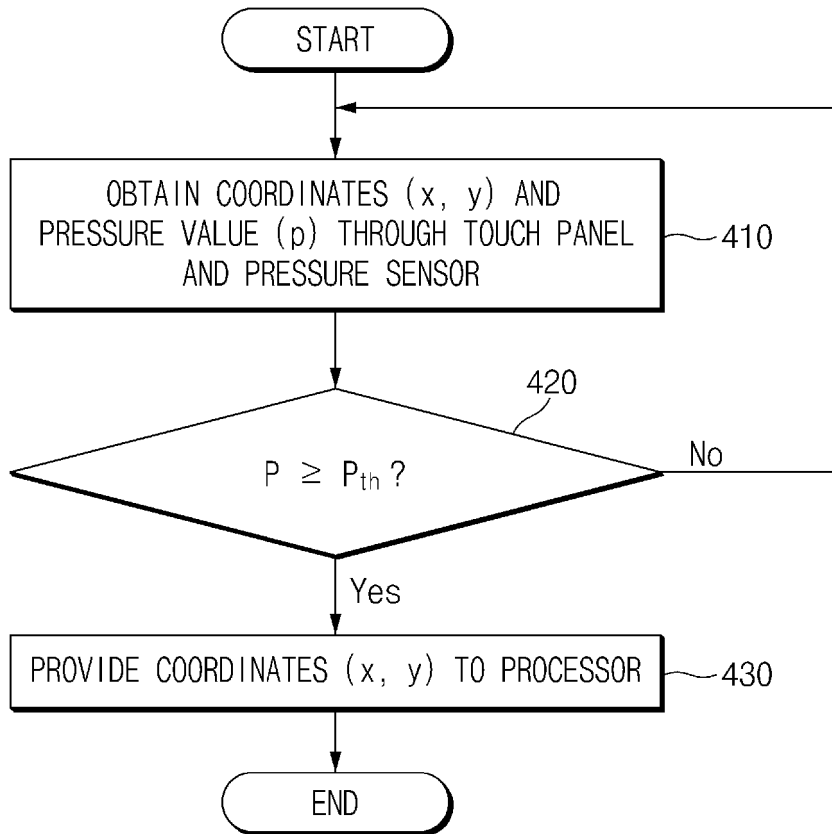 START
OBTAIN COORDINATES (x, y) AND
PRESSURE VALUE (p) THROUGH TOUCH PANEL
AND PRESSURE SENSOR
410
420
P ≥ Pth ?
No
Yes
PROVIDE COORDINATES (x, y) TO PROCESSOR
430
END